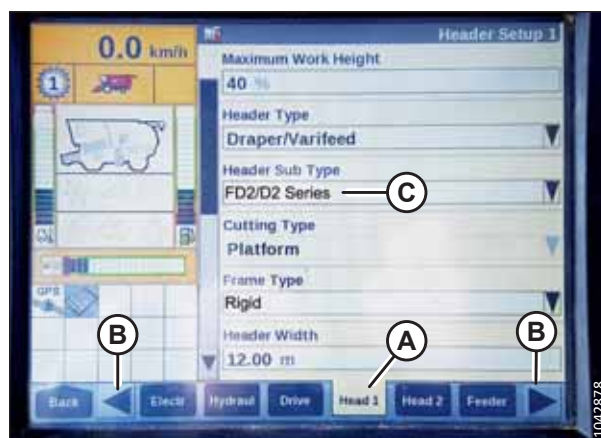 Header Setup 1
0.0 km/h
Maximum Work Height
40 %
1
Header Type
Draper/Varifeed
Header Sub Type
FD2/D2 Series
C
Cutting Type
Platform
Frame Type
Rigid
GPS
Header Width
12.00 m
B
A
B
Back
Electr
Hydraul
Drive
Head 1
Head 2
Feeder
1042878